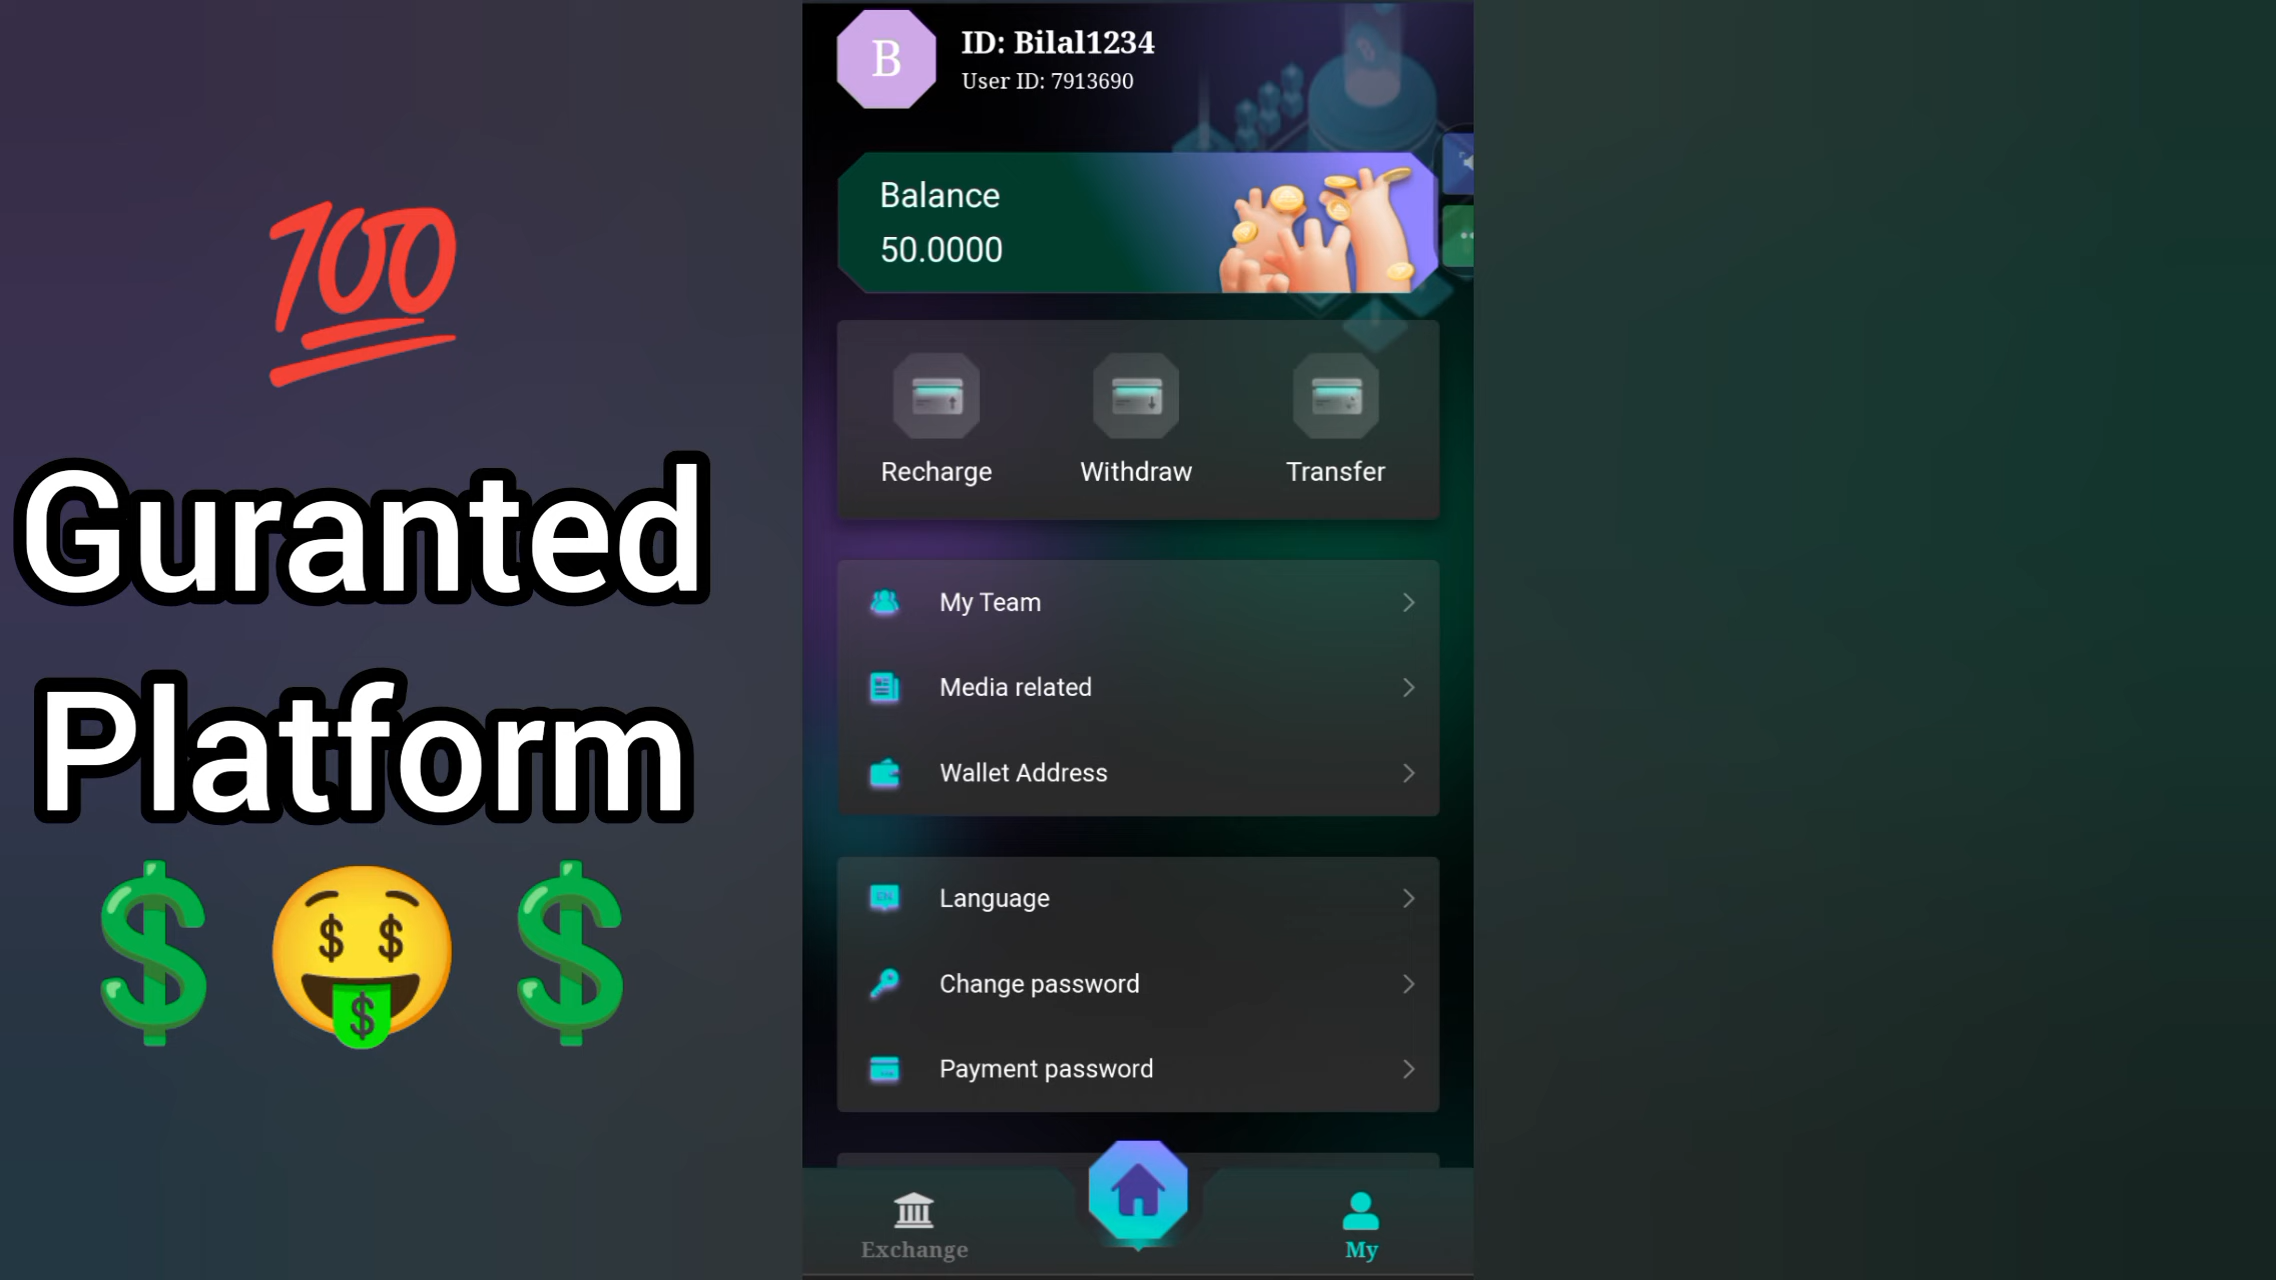 💯
Guranted
Platform
B
ID: Bilal1234
User ID: 7913690
Balance
50.0000
Recharge
Withdraw
Transfer
My Team
Media related
Wallet Address
Language
Change password
Payment password
Exchange
My